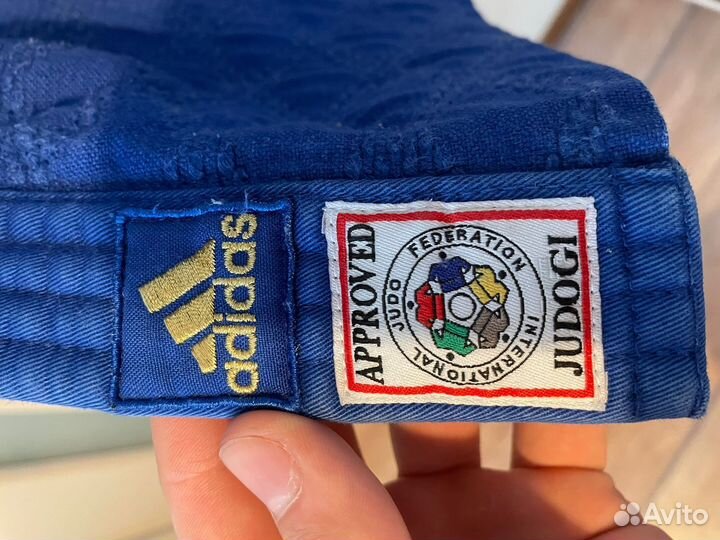 adidas
APPROVED
INTERNATIONAL JUDO FEDERATION
JUDOGI
Avito